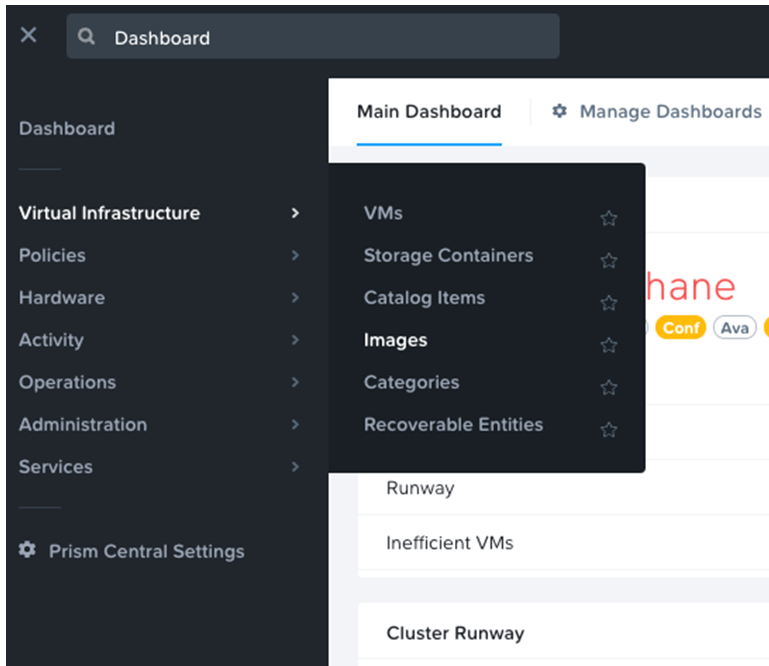 Dashboard
Dashboard
Main Dashboard
Manage Dashboards
Virtual Infrastructure
Policies
Hardware
Activity
Operations
Administration
Services
Prism Central Settings
VMs
Storage Containers
Catalog Items
Images
Categories
Recoverable Entities
hane
Conf
Ava
Runway
Inefficient VMs
Cluster Runway